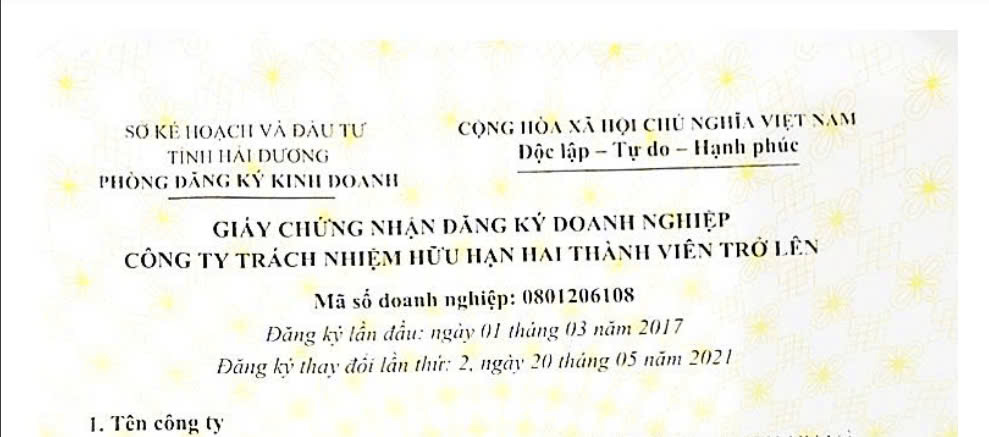 SỞ KẾ HOẠCH VÀ ĐẦU TƯ
TỈNH HẢI DƯƠNG
PHÒNG ĐĂNG KÝ KINH DOANH
CỘNG HÒA XÃ HỘI CHỦ NGHĨA VIỆT NAM
Độc lập - Tự do - Hạnh phúc
GIẤY CHỨNG NHẬN ĐĂNG KÝ DOANH NGHIỆP
CÔNG TY TRÁCH NHIỆM HỮU HẠN HAI THÀNH VIÊN TRỞ LÊN
Mã số doanh nghiệp: 0801206108
Đăng ký lần đầu: ngày 01 tháng 03 năm 2017
Đăng ký thay đổi lần thứ: 2, ngày 20 tháng 05 năm 2021
1. Tên công ty